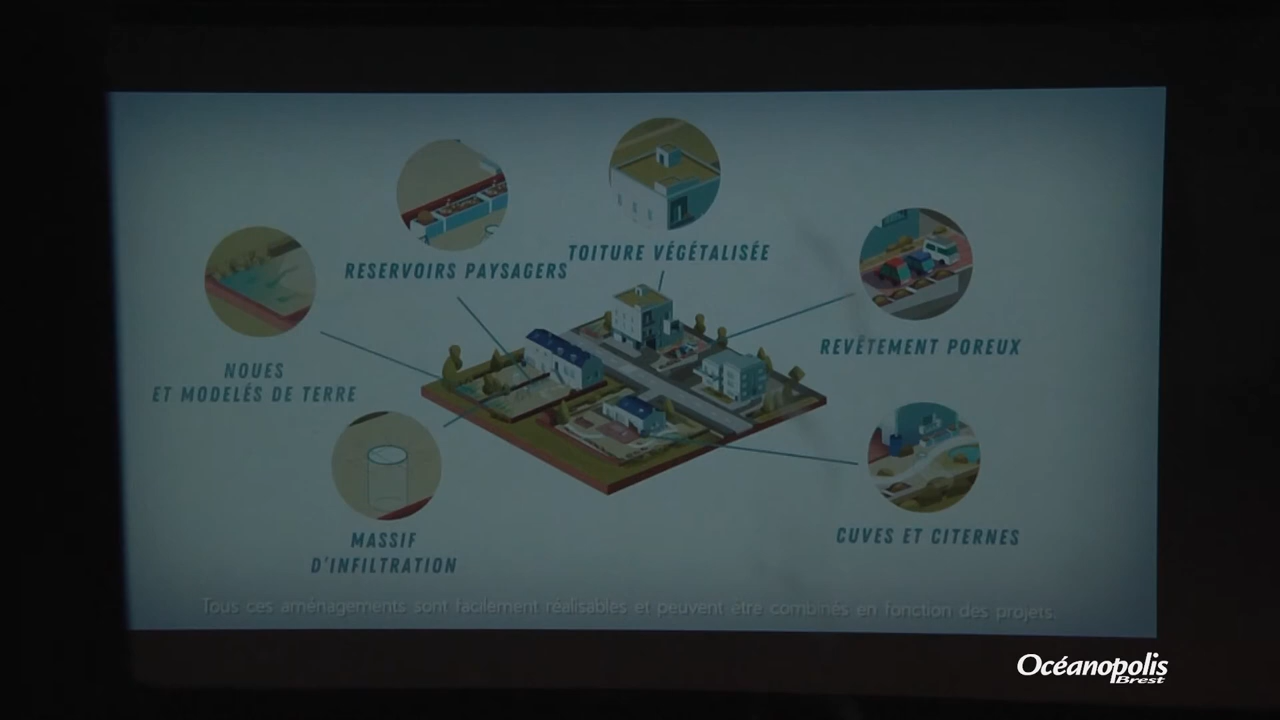 TOITURE VÉGÉTALISÉE
RESERVOIRS PAYSAGERS
REVÊTEMENT POREUX
NOUES
ET MODELÉS DE TERRE
CUVES ET CITERNES
MASSIF
D'INFILTRATION
Tous ces aménagements sont facilement réalisables et peuvent être combinés en fonction des projets.
Océanopolis
Brest